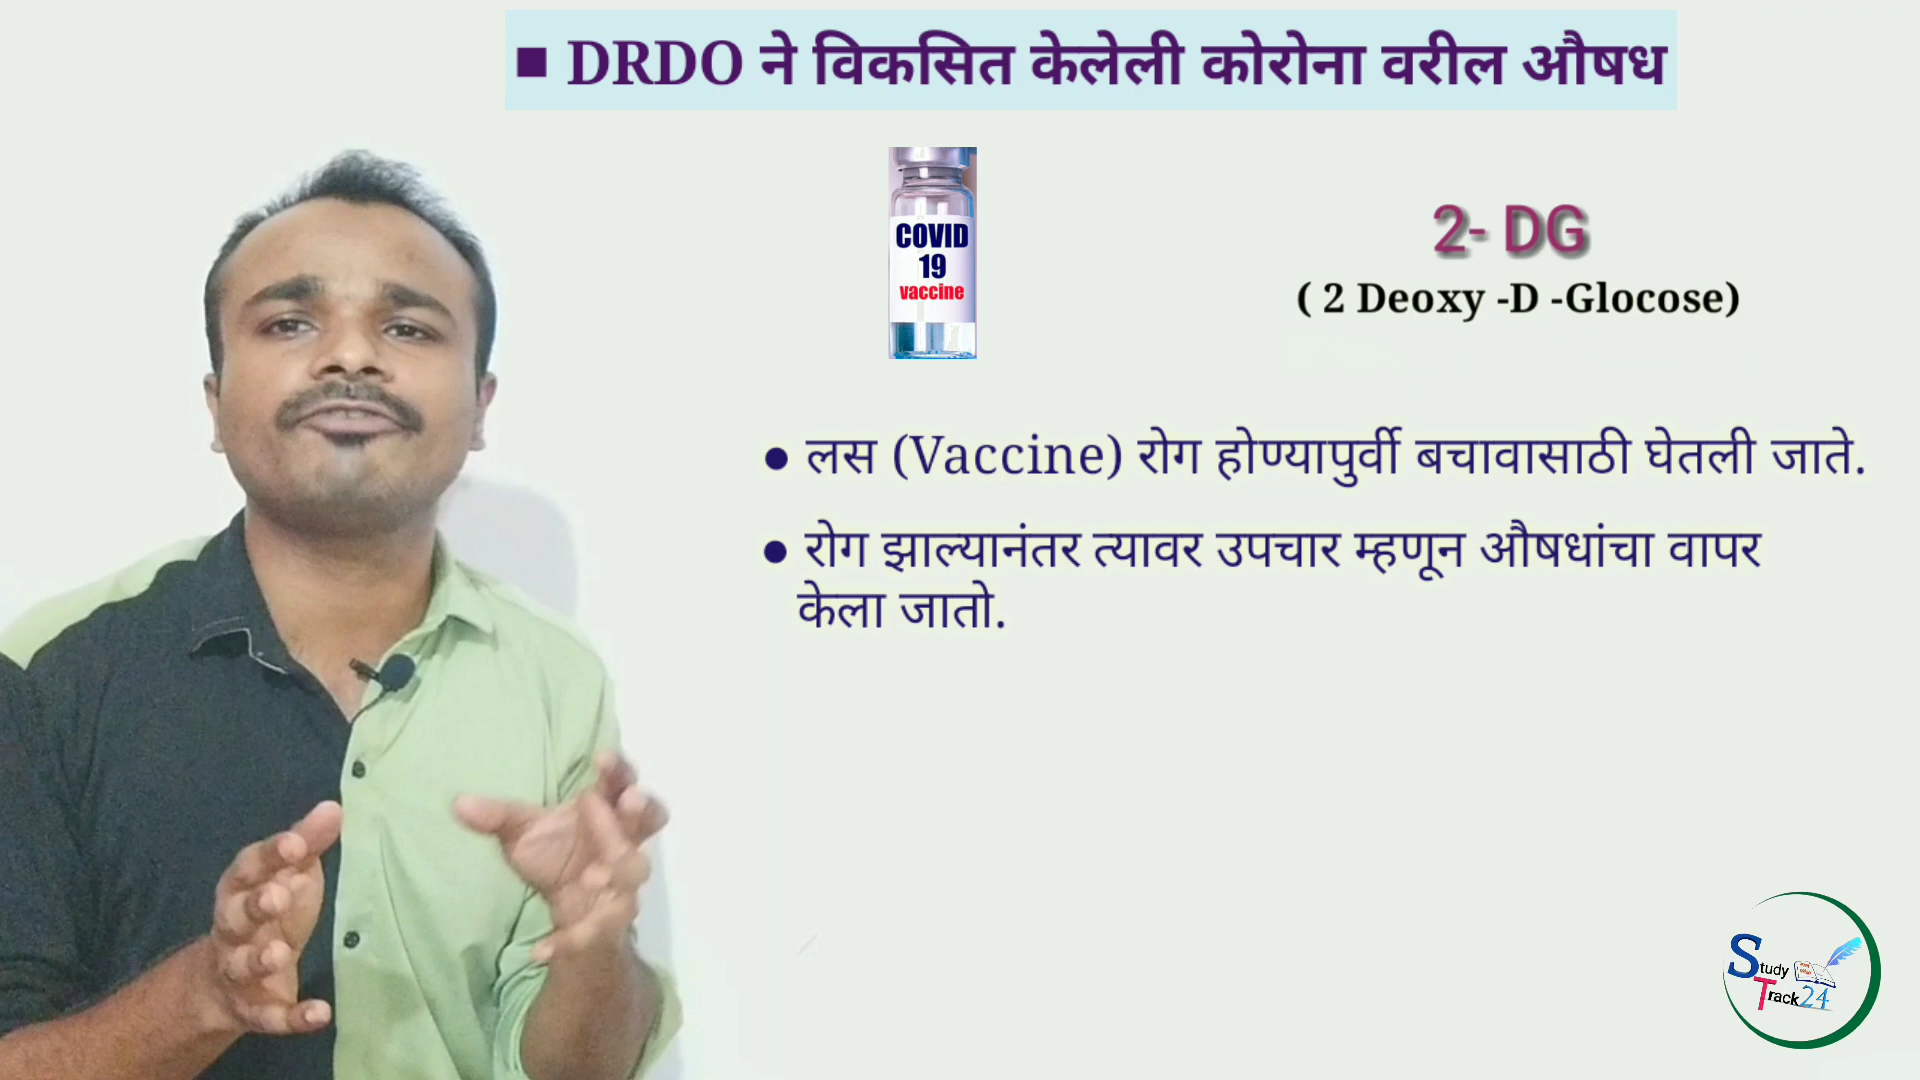 ■ DRDO ने विकसित केलेली कोरोना वरील औषध
COVID
19
vaccine
2- DG
( 2 Deoxy -D -Glocose)
● लस (Vaccine) रोग होण्यापुर्वी बचावासाठी घेतली जाते.
● रोग झाल्यानंतर त्यावर उपचार म्हणून औषधांचा वापर
केला जातो.
Study
Track24